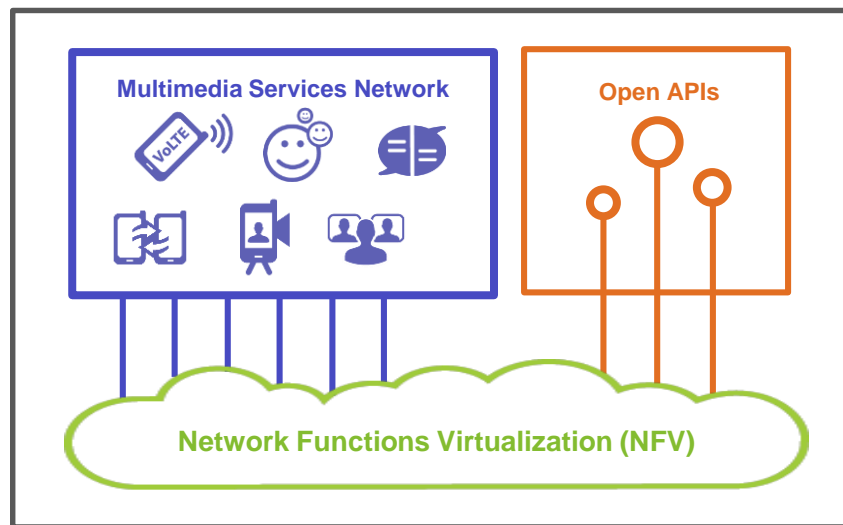 Multimedia Services Network
Open APIs
VoLTE
Network Functions Virtualization (NFV)